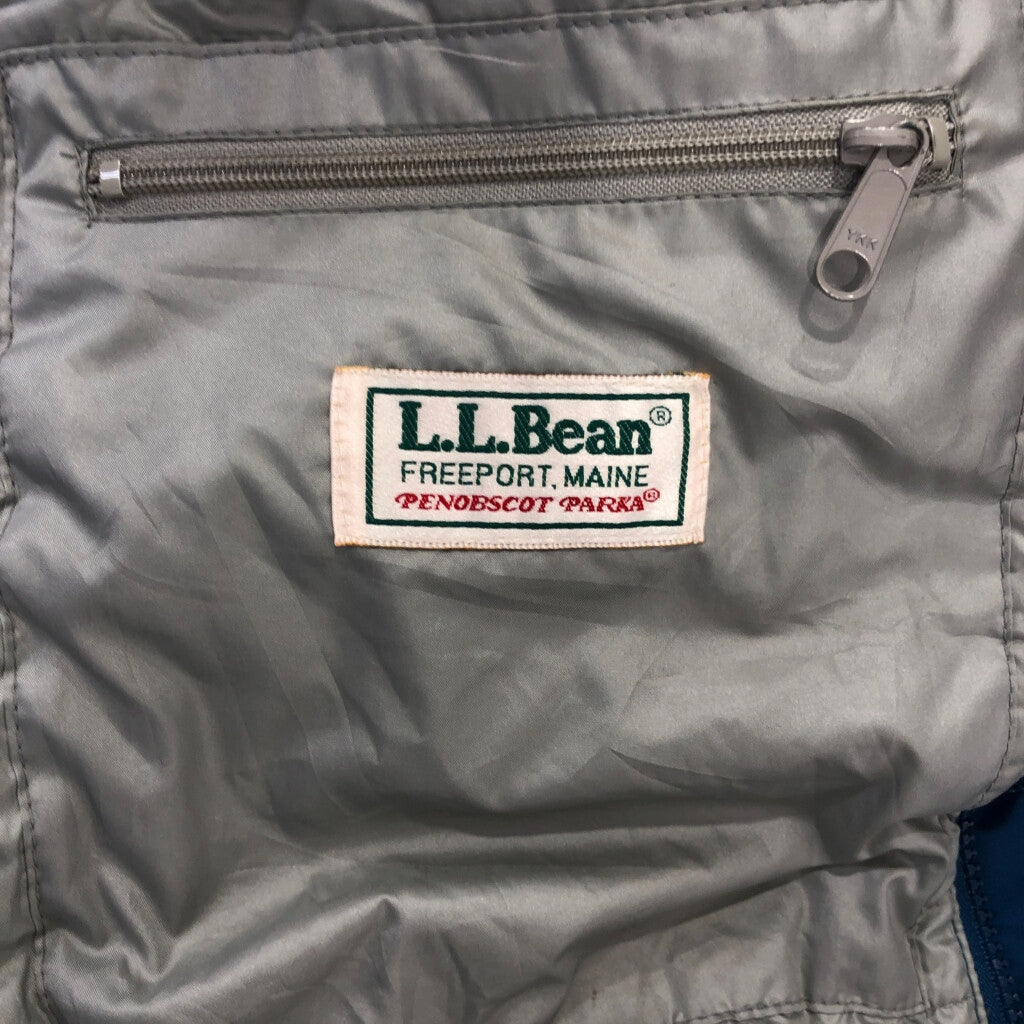 YKK
L.L.Bean®
FREEPORT, MAINE
PENOBSCOT PARKA®